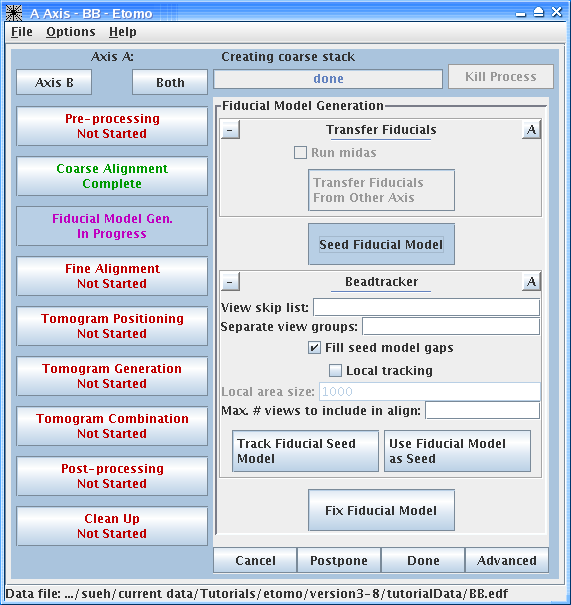 A Axis - BB - Etomo
File Options Help
Axis A:
Creating coarse stack
Axis B
Both
done
Kill Process
Pre-processing
Not Started
Coarse Alignment
Complete
Fiducial Model Gen.
In Progress
Fine Alignment
Not Started
Tomogram Positioning
Not Started
Tomogram Generation
Not Started
Tomogram Combination
Not Started
Post-processing
Not Started
Clean Up
Not Started
Fiducial Model Generation
- Transfer Fiducials A
Run midas
Transfer Fiducials
From Other Axis
Seed Fiducial Model
- Beadtracker A
View skip list:
Separate view groups:
Fill seed model gaps
Local tracking
Local area size: 1000
Max. # views to include in align:
Track Fiducial Seed
Model
Use Fiducial Model
as Seed
Fix Fiducial Model
Cancel
Postpone
Done
Advanced
Data file: .../sueh/current data/Tutorials/etomo/version3-8/tutorialData/BB.edf